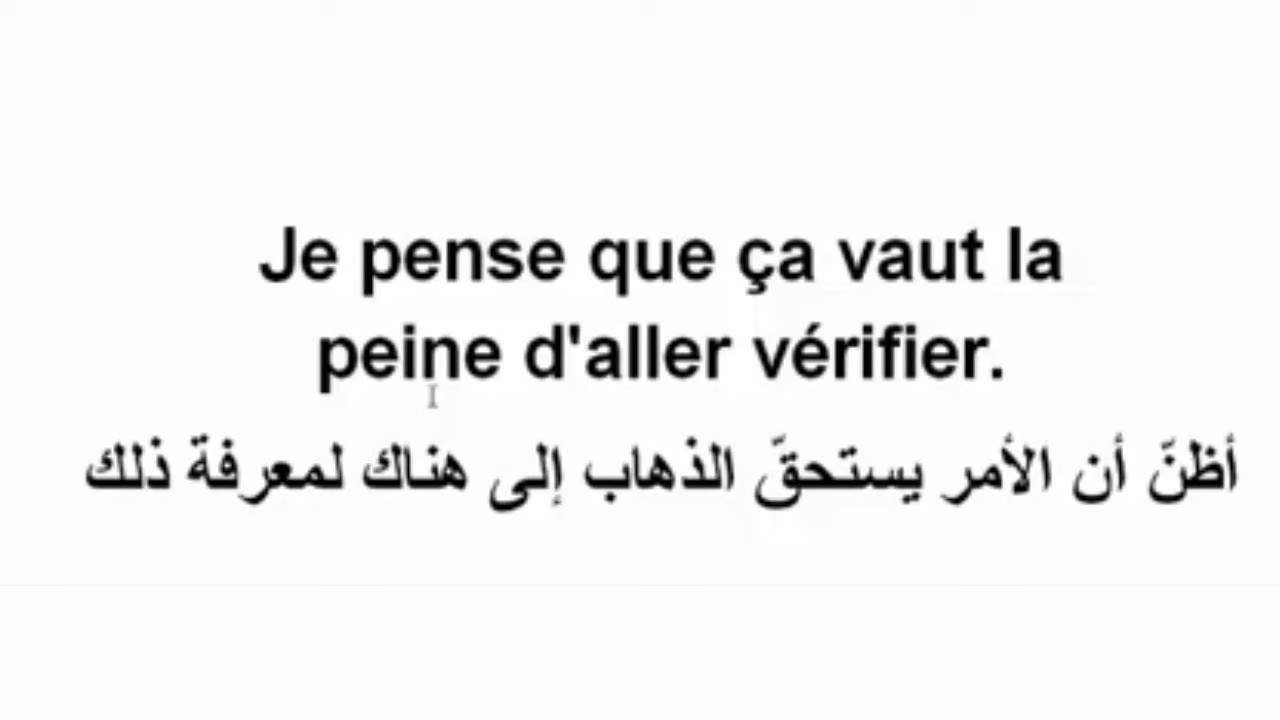 Je pense que ça vaut la
peine d'aller vérifier.
أظنّ أن الأمر يستحقّ الذهاب إلى هناك لمعرفة ذلك